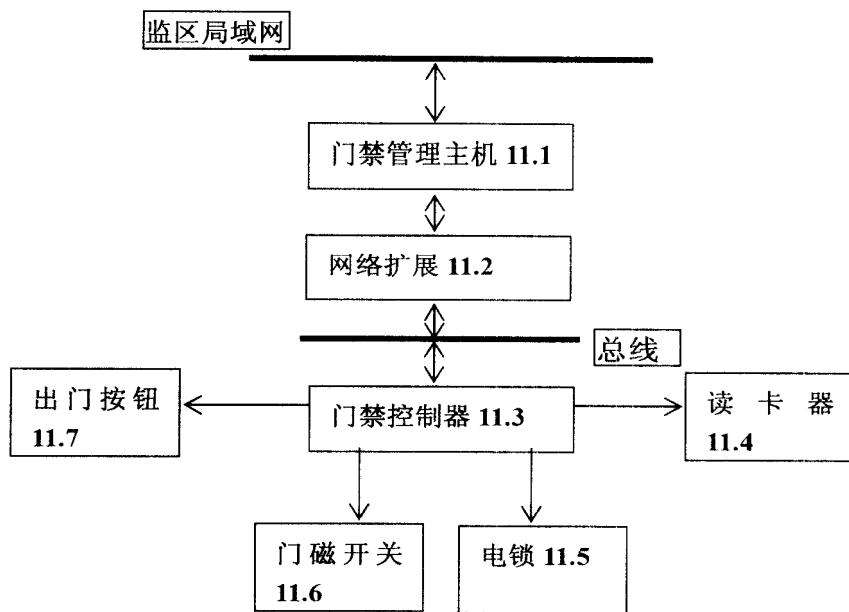 监区局域网
门禁管理主机 11.1
网络扩展 11.2
总线
出门按钮
11.7
门禁控制器 11.3
读卡器
11.4
门磁开关
11.6
电锁 11.5